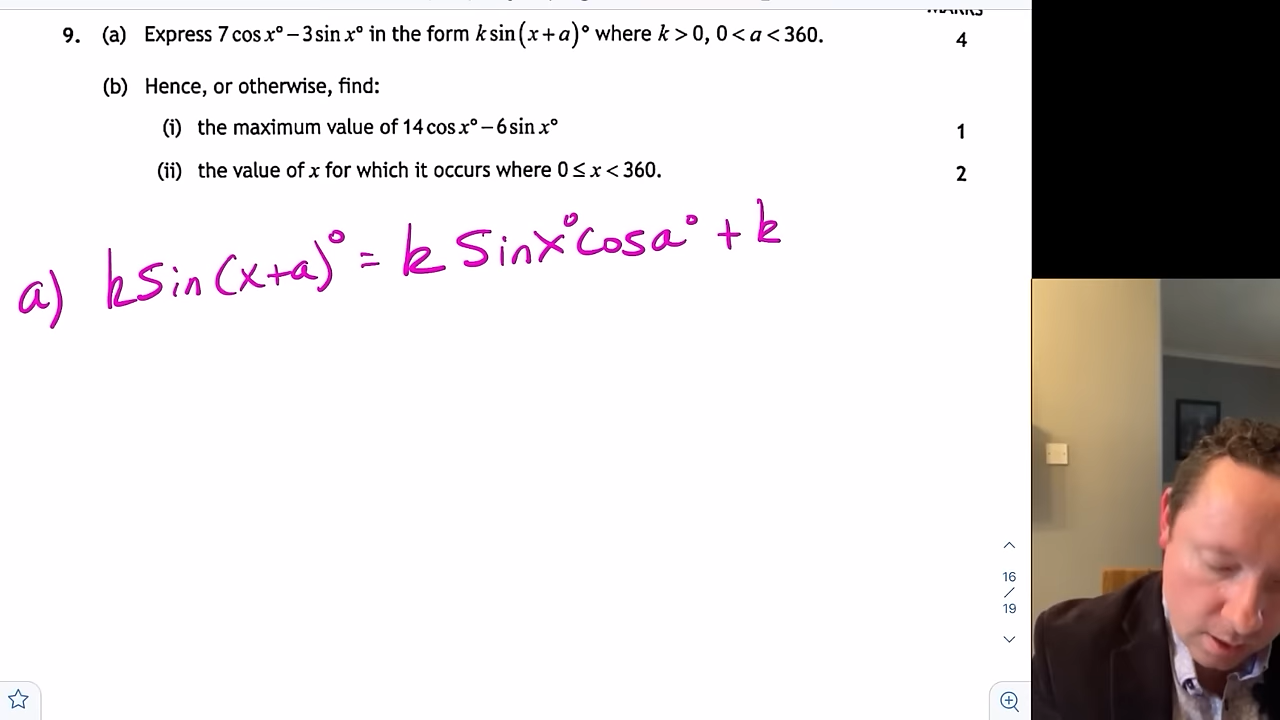 MARKS
9. (a) Express 7 cos x° – 3 sin x° in the form k sin(x + a)° where k > 0, 0 < a < 360. 4
(b) Hence, or otherwise, find:
(i) the maximum value of 14 cos x° – 6 sin x° 1
(ii) the value of x for which it occurs where 0 ≤ x < 360. 2
a) k sin(x+a)° = k sin x° cos a° + k
16
/
19